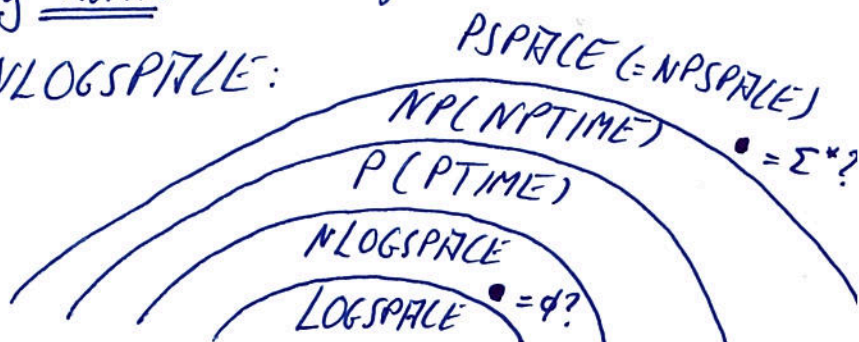 NLOGSPACE:
PSPACE (= NPSPACE)
NP (NPTIME)
• = Σ*?
P (PTIME)
NLOGSPACE
• = ∅?
LOGSPACE